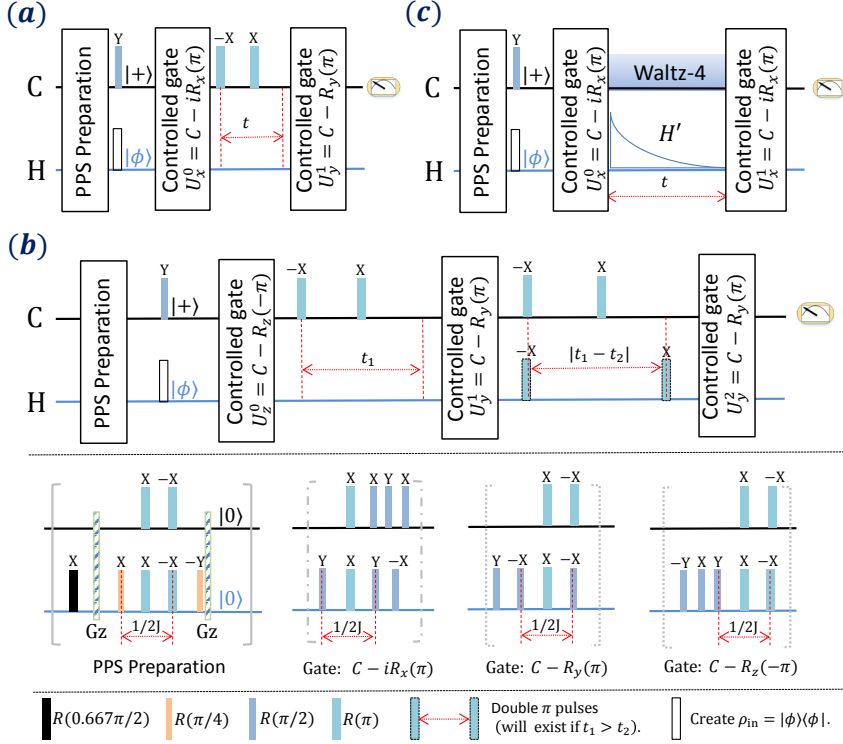 (a)
C
H
PPS Preparation
Y
|+⟩
|ϕ⟩
Controlled gate
U_x^0 = C − iR_x(π)
−X X
t
Controlled gate
U_y^1 = C − R_y(π)
(c)
C
H
PPS Preparation
Y
|+⟩
|ϕ⟩
Controlled gate
U_x^0 = C − iR_x(π)
Waltz-4
H′
t
Controlled gate
U_x^1 = C − iR_x(π)
(b)
C
H
PPS Preparation
Y
|+⟩
|ϕ⟩
Controlled gate
U_z^0 = C − R_z(−π)
−X X
t_1
Controlled gate
U_y^1 = C − R_y(π)
−X X
−X |t_1 − t_2| X
Controlled gate
U_y^2 = C − R_y(π)
X −X
|0⟩
X X X −X −Y
|0⟩
Gz 1/2J Gz
PPS Preparation
X X Y X
Y X Y −X
1/2J
Gate: C − iR_x(π)
X −X
Y −X X −X
1/2J
Gate: C − R_y(π)
X −X
−Y X Y X −X
1/2J
Gate: C − R_z(−π)
R(0.667π/2) R(π/4) R(π/2) R(π)
Double π pulses
(will exist if t_1 > t_2).
Create ρ_in = |ϕ⟩⟨ϕ|.